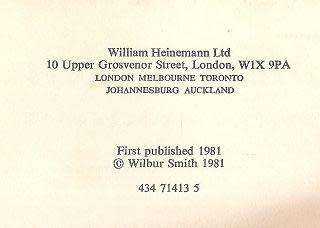 William Heinemann Ltd
10 Upper Grosvenor Street, London, W1X 9PA
LONDON MELBOURNE TORONTO
JOHANNESBURG AUCKLAND
First published 1981
© Wilbur Smith 1981
434 71413 5